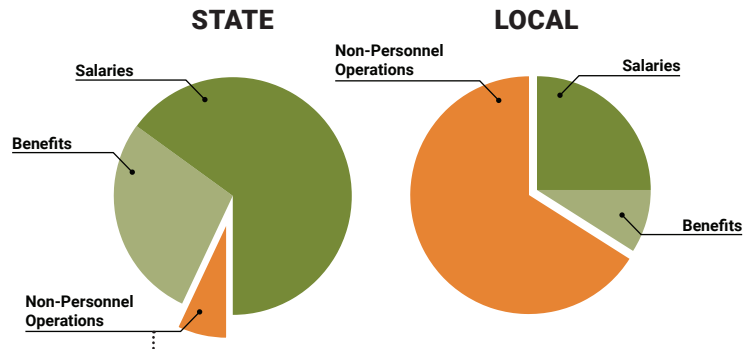 STATE
Salaries
Benefits
Non-Personnel
Operations
LOCAL
Non-Personnel
Operations
Salaries
Benefits